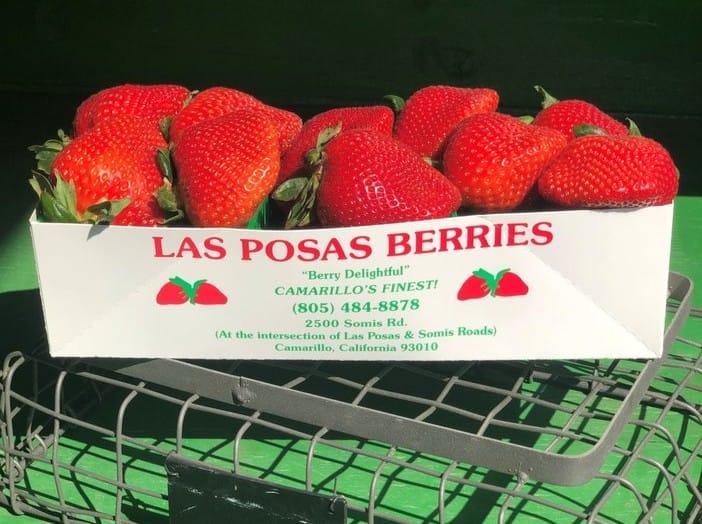 LAS POSAS BERRIES
"Berry Delightful"
CAMARILLO'S FINEST!
(805) 484-8878
2500 Somis Rd.
(At the intersection of Las Posas & Somis Roads)
Camarillo, California 93010